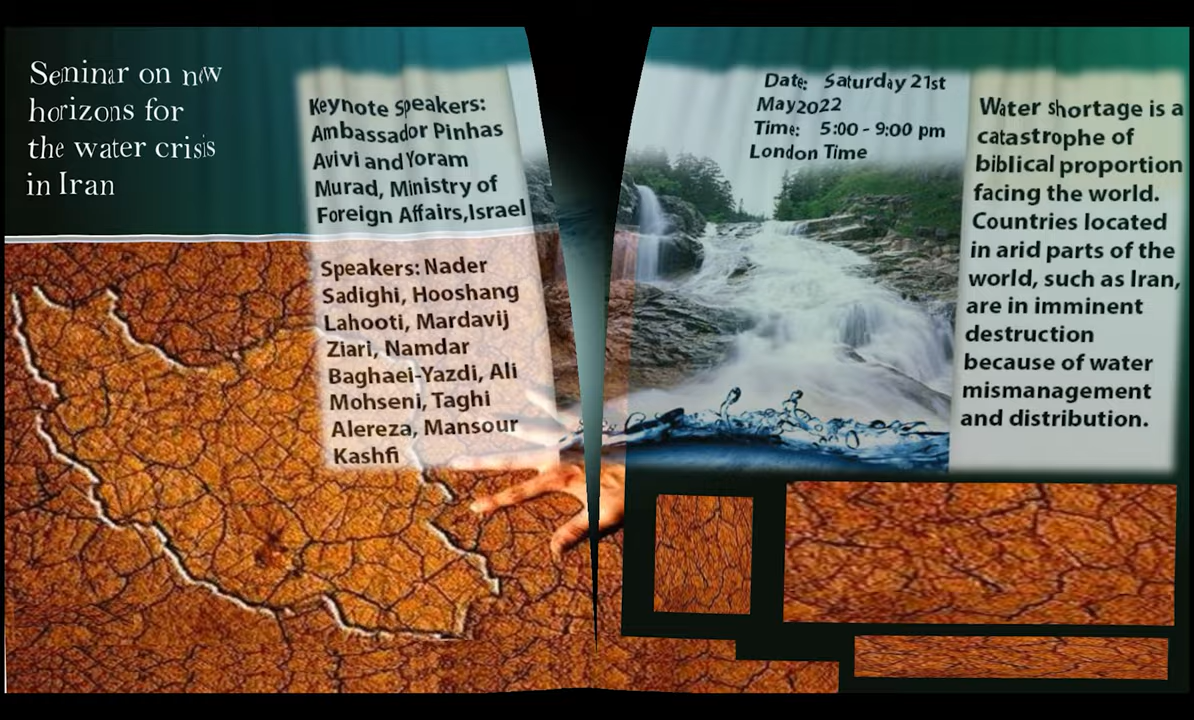 Seminar on new
horizons for
the water crisis
in Iran
Keynote Speakers:
Ambassador Pinhas
Avivi and Yoram
Murad, Ministry of
Foreign Affairs,Israel
Speakers: Nader
Sadighi, Hooshang
Lahooti, Mardavij
Ziari, Namdar
Baghaei-Yazdi, Ali
Mohseni, Taghi
Alereza, Mansour
Kashfi
Date: Saturday 21st
May2022
Time: 5:00 - 9:00 pm
London Time
Water shortage is a
catastrophe of
biblical proportion
facing the world.
Countries located
in arid parts of the
world, such as Iran,
are in imminent
destruction
because of water
mismanagement
and distribution.